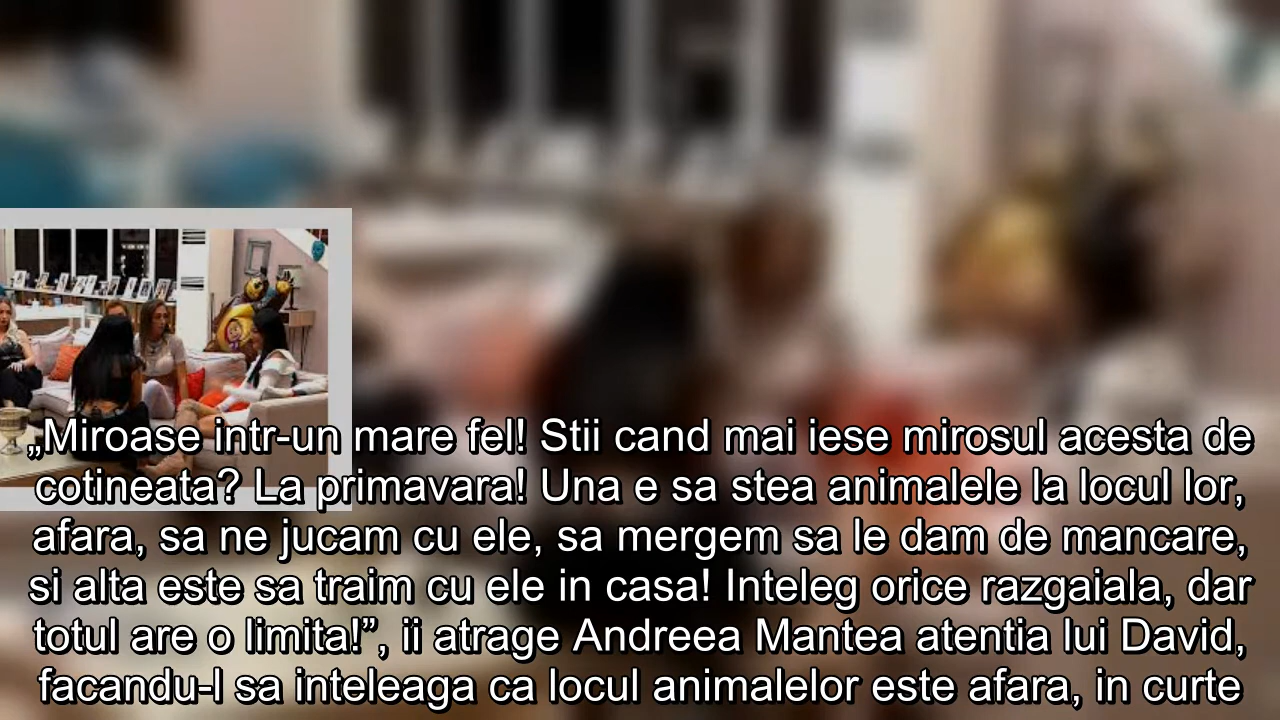 „Miroase intr-un mare fel! Stii cand mai iese mirosul acesta de
cotineata? La primavara! Una e sa stea animalele la locul lor,
afara, sa ne jucam cu ele, sa mergem sa le dam de mancare,
si alta este sa traim cu ele in casa! Inteleg orice razgaiala, dar
totul are o limita!”, ii atrage Andreea Mantea atentia lui David,
facandu-l sa inteleaga ca locul animalelor este afara, in curte